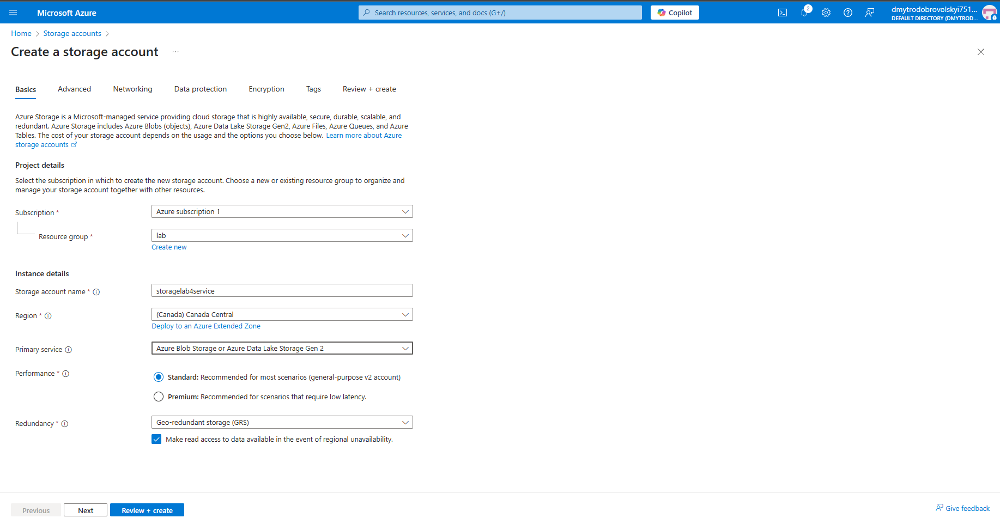 Microsoft Azure
Search resources, services, and docs (G+/)
Copilot
2
dmytrodobrovolskyi751...
DEFAULT DIRECTORY (DMYTROD...
Home > Storage accounts >
Create a storage account ...
Basics Advanced Networking Data protection Encryption Tags Review + create
Azure Storage is a Microsoft-managed service providing cloud storage that is highly available, secure, durable, scalable, and
redundant. Azure Storage includes Azure Blobs (objects), Azure Data Lake Storage Gen2, Azure Files, Azure Queues, and Azure
Tables. The cost of your storage account depends on the usage and the options you choose below. Learn more about Azure
storage accounts
Project details
Select the subscription in which to create the new storage account. Choose a new or existing resource group to organize and
manage your storage account together with other resources.
Subscription * Azure subscription 1
Resource group * lab
Create new
Instance details
Storage account name * storagelab4service
Region * (Canada) Canada Central
Deploy to an Azure Extended Zone
Primary service Azure Blob Storage or Azure Data Lake Storage Gen 2
Performance * Standard: Recommended for most scenarios (general-purpose v2 account)
Premium: Recommended for scenarios that require low latency.
Redundancy * Geo-redundant storage (GRS)
Make read access to data available in the event of regional unavailability.
Previous Next Review + create
Give feedback